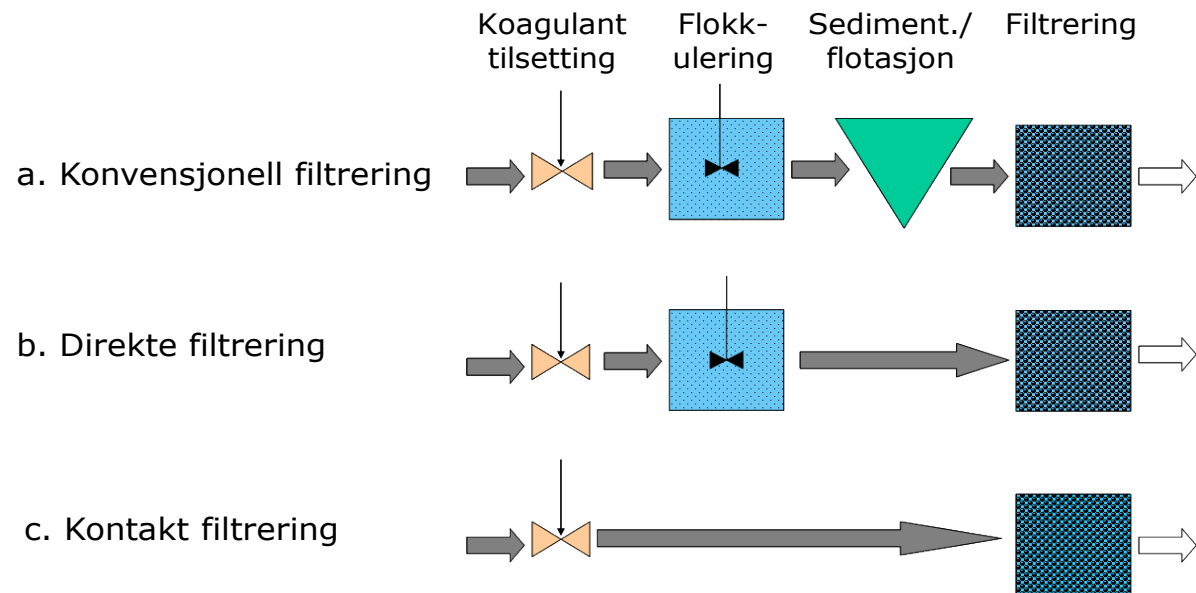 Koagulant
tilsetting
Flokk-
ulering
Sediment./
flotasjon
Filtrering
a. Konvensjonell filtrering
b. Direkte filtrering
c. Kontakt filtrering